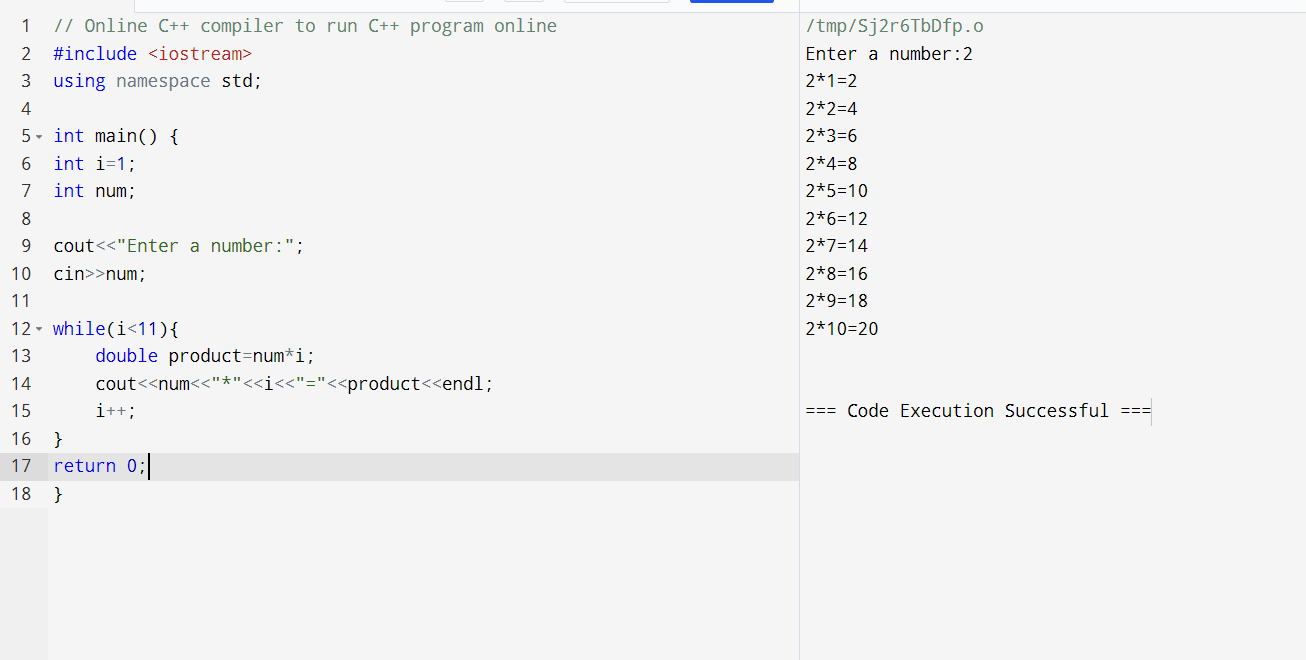 1 // Online C++ compiler to run C++ program online
2 #include <iostream>
3 using namespace std;
4
5 int main() {
6 int i=1;
7 int num;
8
9 cout<<"Enter a number:";
10 cin>>num;
11
12 while(i<11){
13     double product=num*i;
14     cout<<num<<"*"<<i<<"="<<product<<endl;
15     i++;
16 }
17 return 0;
18 }
/tmp/Sj2r6TbDfp.o
Enter a number:2
2*1=2
2*2=4
2*3=6
2*4=8
2*5=10
2*6=12
2*7=14
2*8=16
2*9=18
2*10=20
=== Code Execution Successful ===